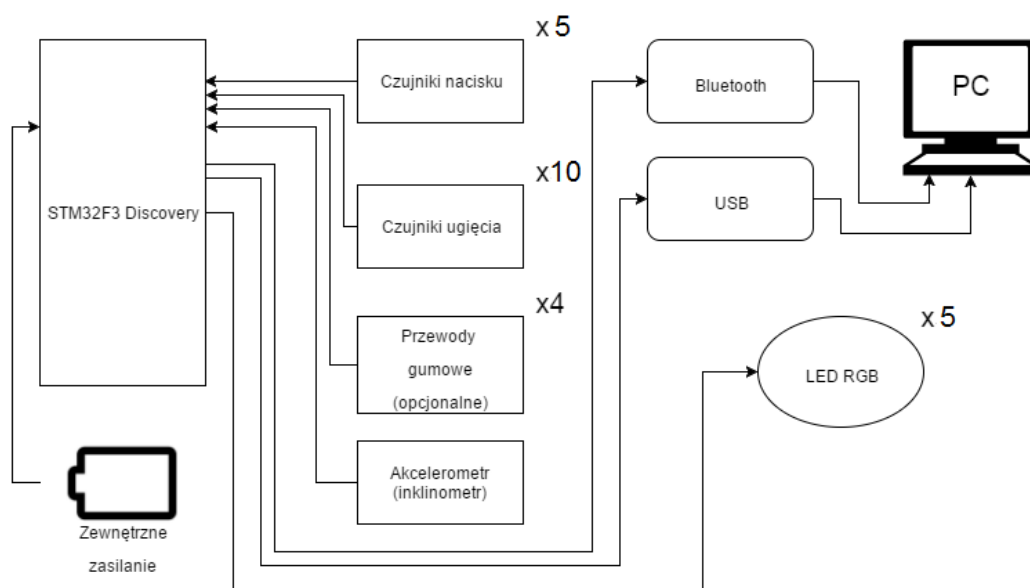 STM32F3 Discovery
x 5
Czujniki nacisku
x10
Czujniki ugięcia
x4
Przewody
gumowe
(opcjonalne)
Akcelerometr
(inklinometr)
Bluetooth
USB
PC
x 5
LED RGB
Zewnętrzne
zasilanie